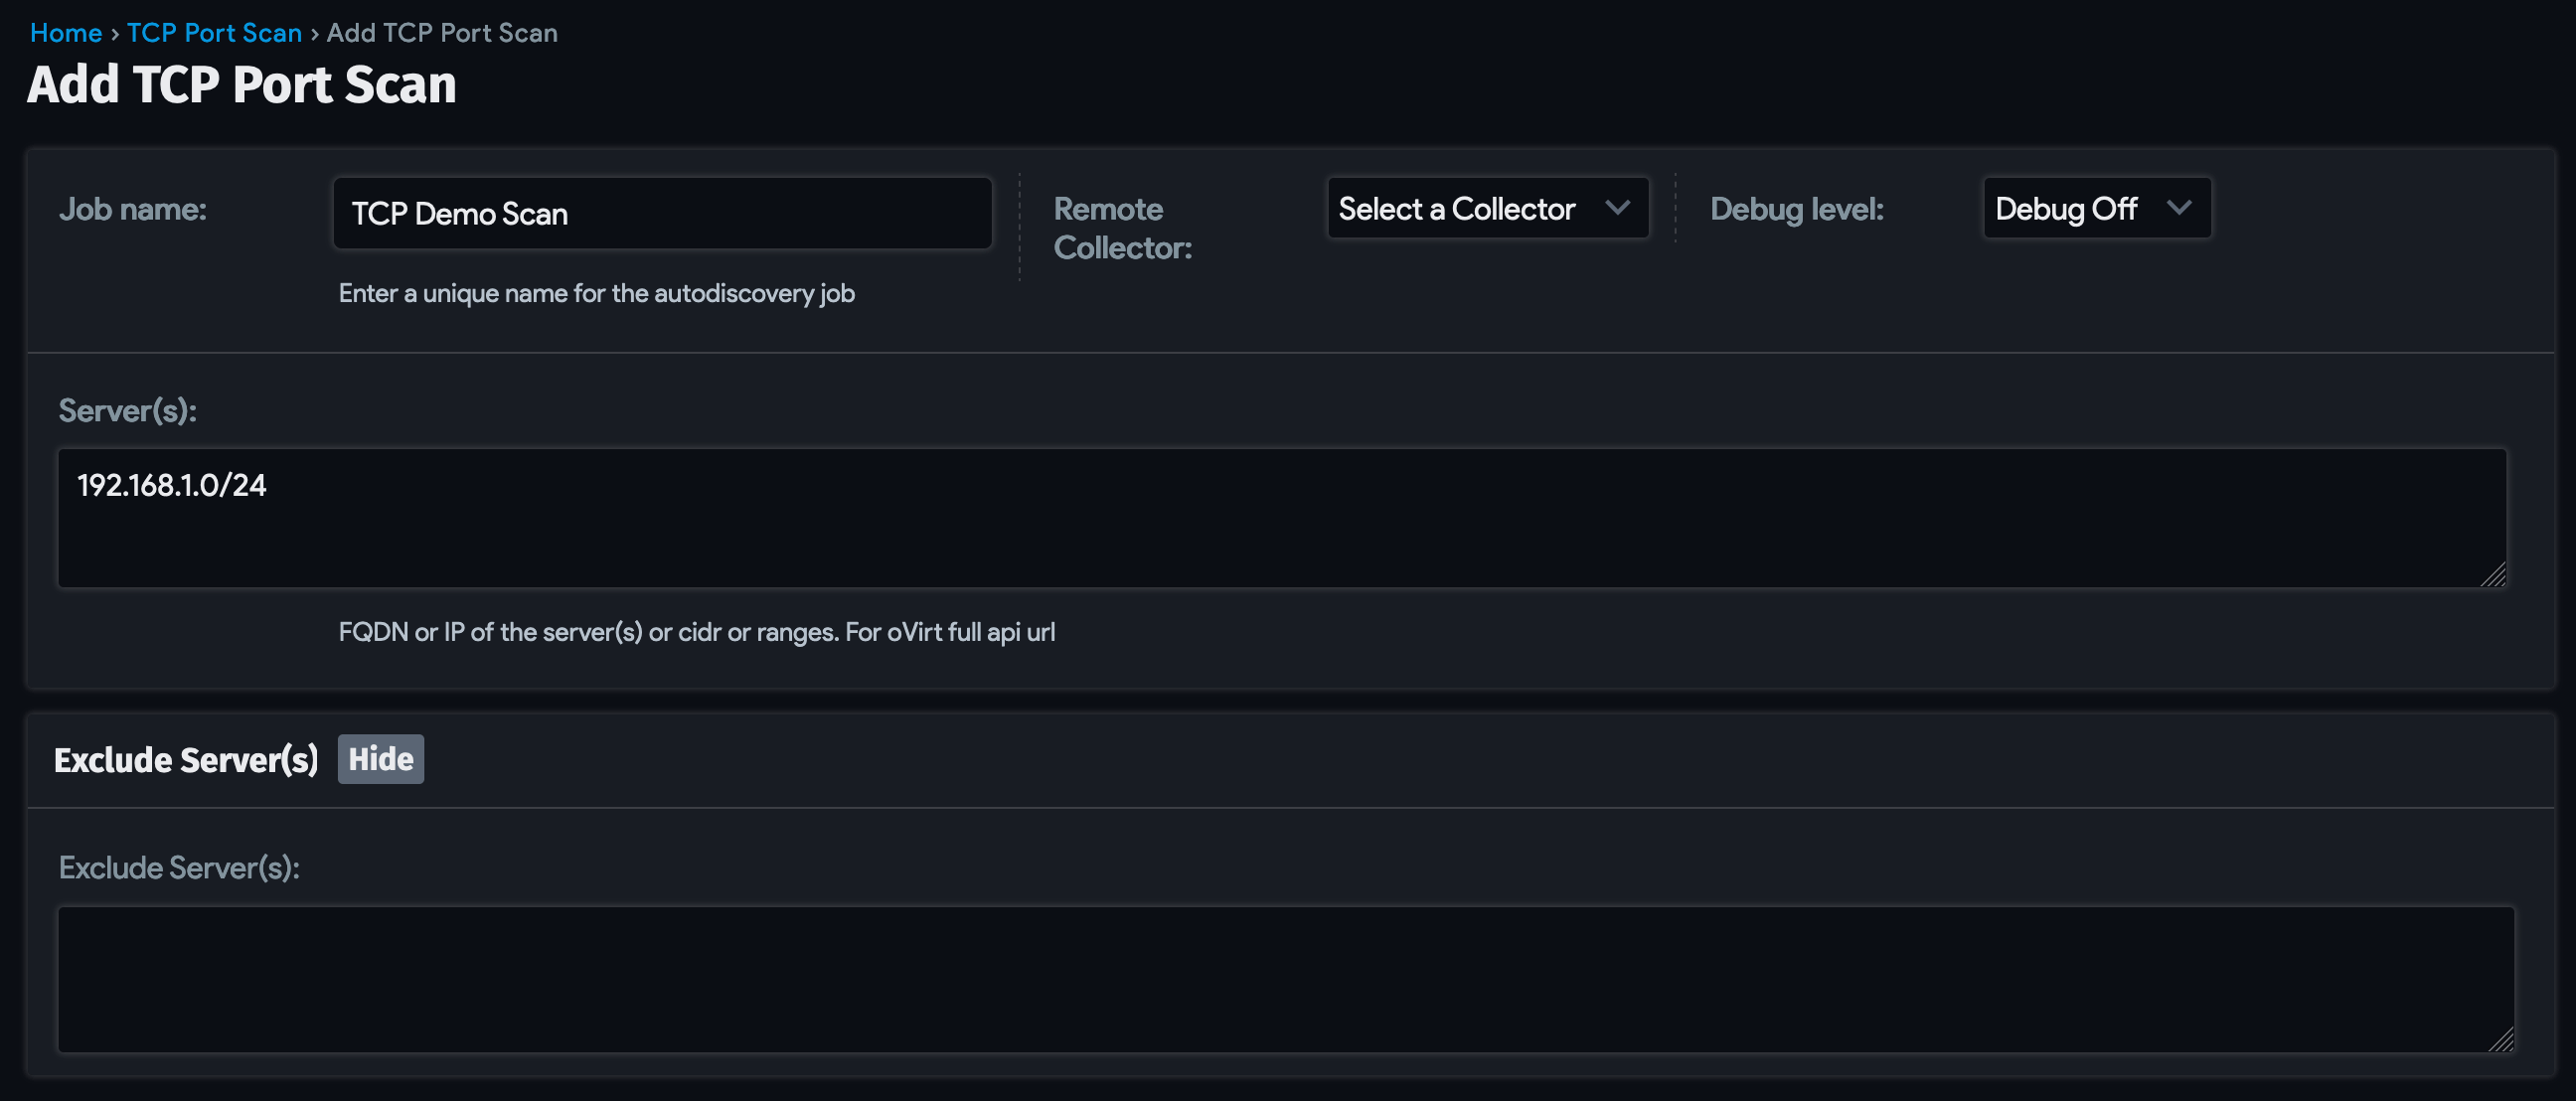 Home › TCP Port Scan › Add TCP Port Scan
Add TCP Port Scan
Job name:
TCP Demo Scan
Enter a unique name for the autodiscovery job
Remote
Collector:
Select a Collector
Debug level:
Debug Off
Server(s):
192.168.1.0/24
FQDN or IP of the server(s) or cidr or ranges. For oVirt full api url
Exclude Server(s) Hide
Exclude Server(s):